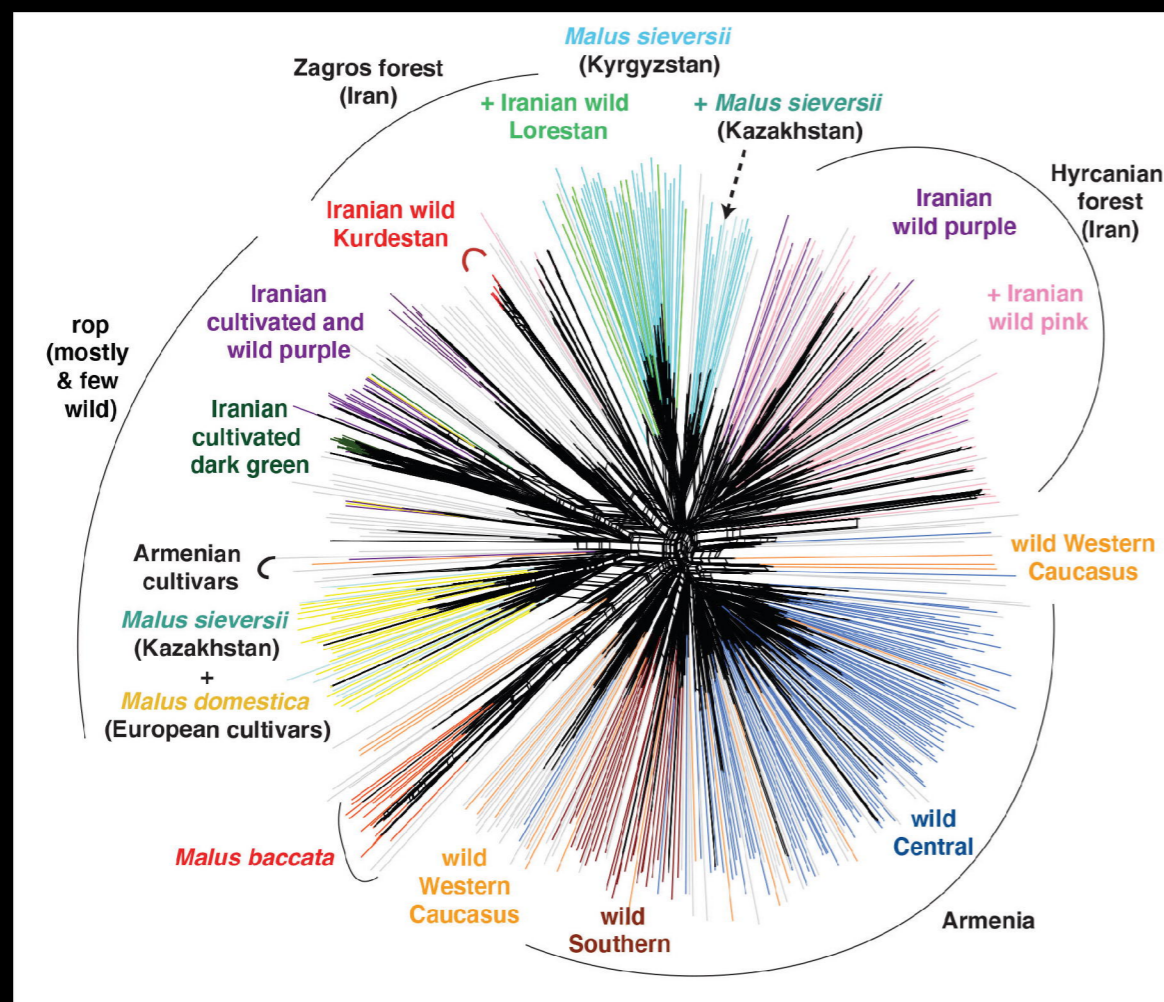 Malus sieversii
(Kyrgyzstan)
Zagros forest
(Iran)
+ Iranian wild
Lorestan
+ Malus sieversii
(Kazakhstan)
Hyrcanian
forest
(Iran)
Iranian
wild purple
Iranian wild
Kurdestan
+ Iranian
wild pink
Iranian
cultivated and
wild purple
rop
(mostly
& few
wild)
Iranian
cultivated
dark green
Armenian
cultivars
wild Western
Caucasus
Malus sieversii
(Kazakhstan)
+
Malus domestica
(European cultivars)
Malus baccata
wild
Western
Caucasus
wild
Southern
wild
Central
Armenia